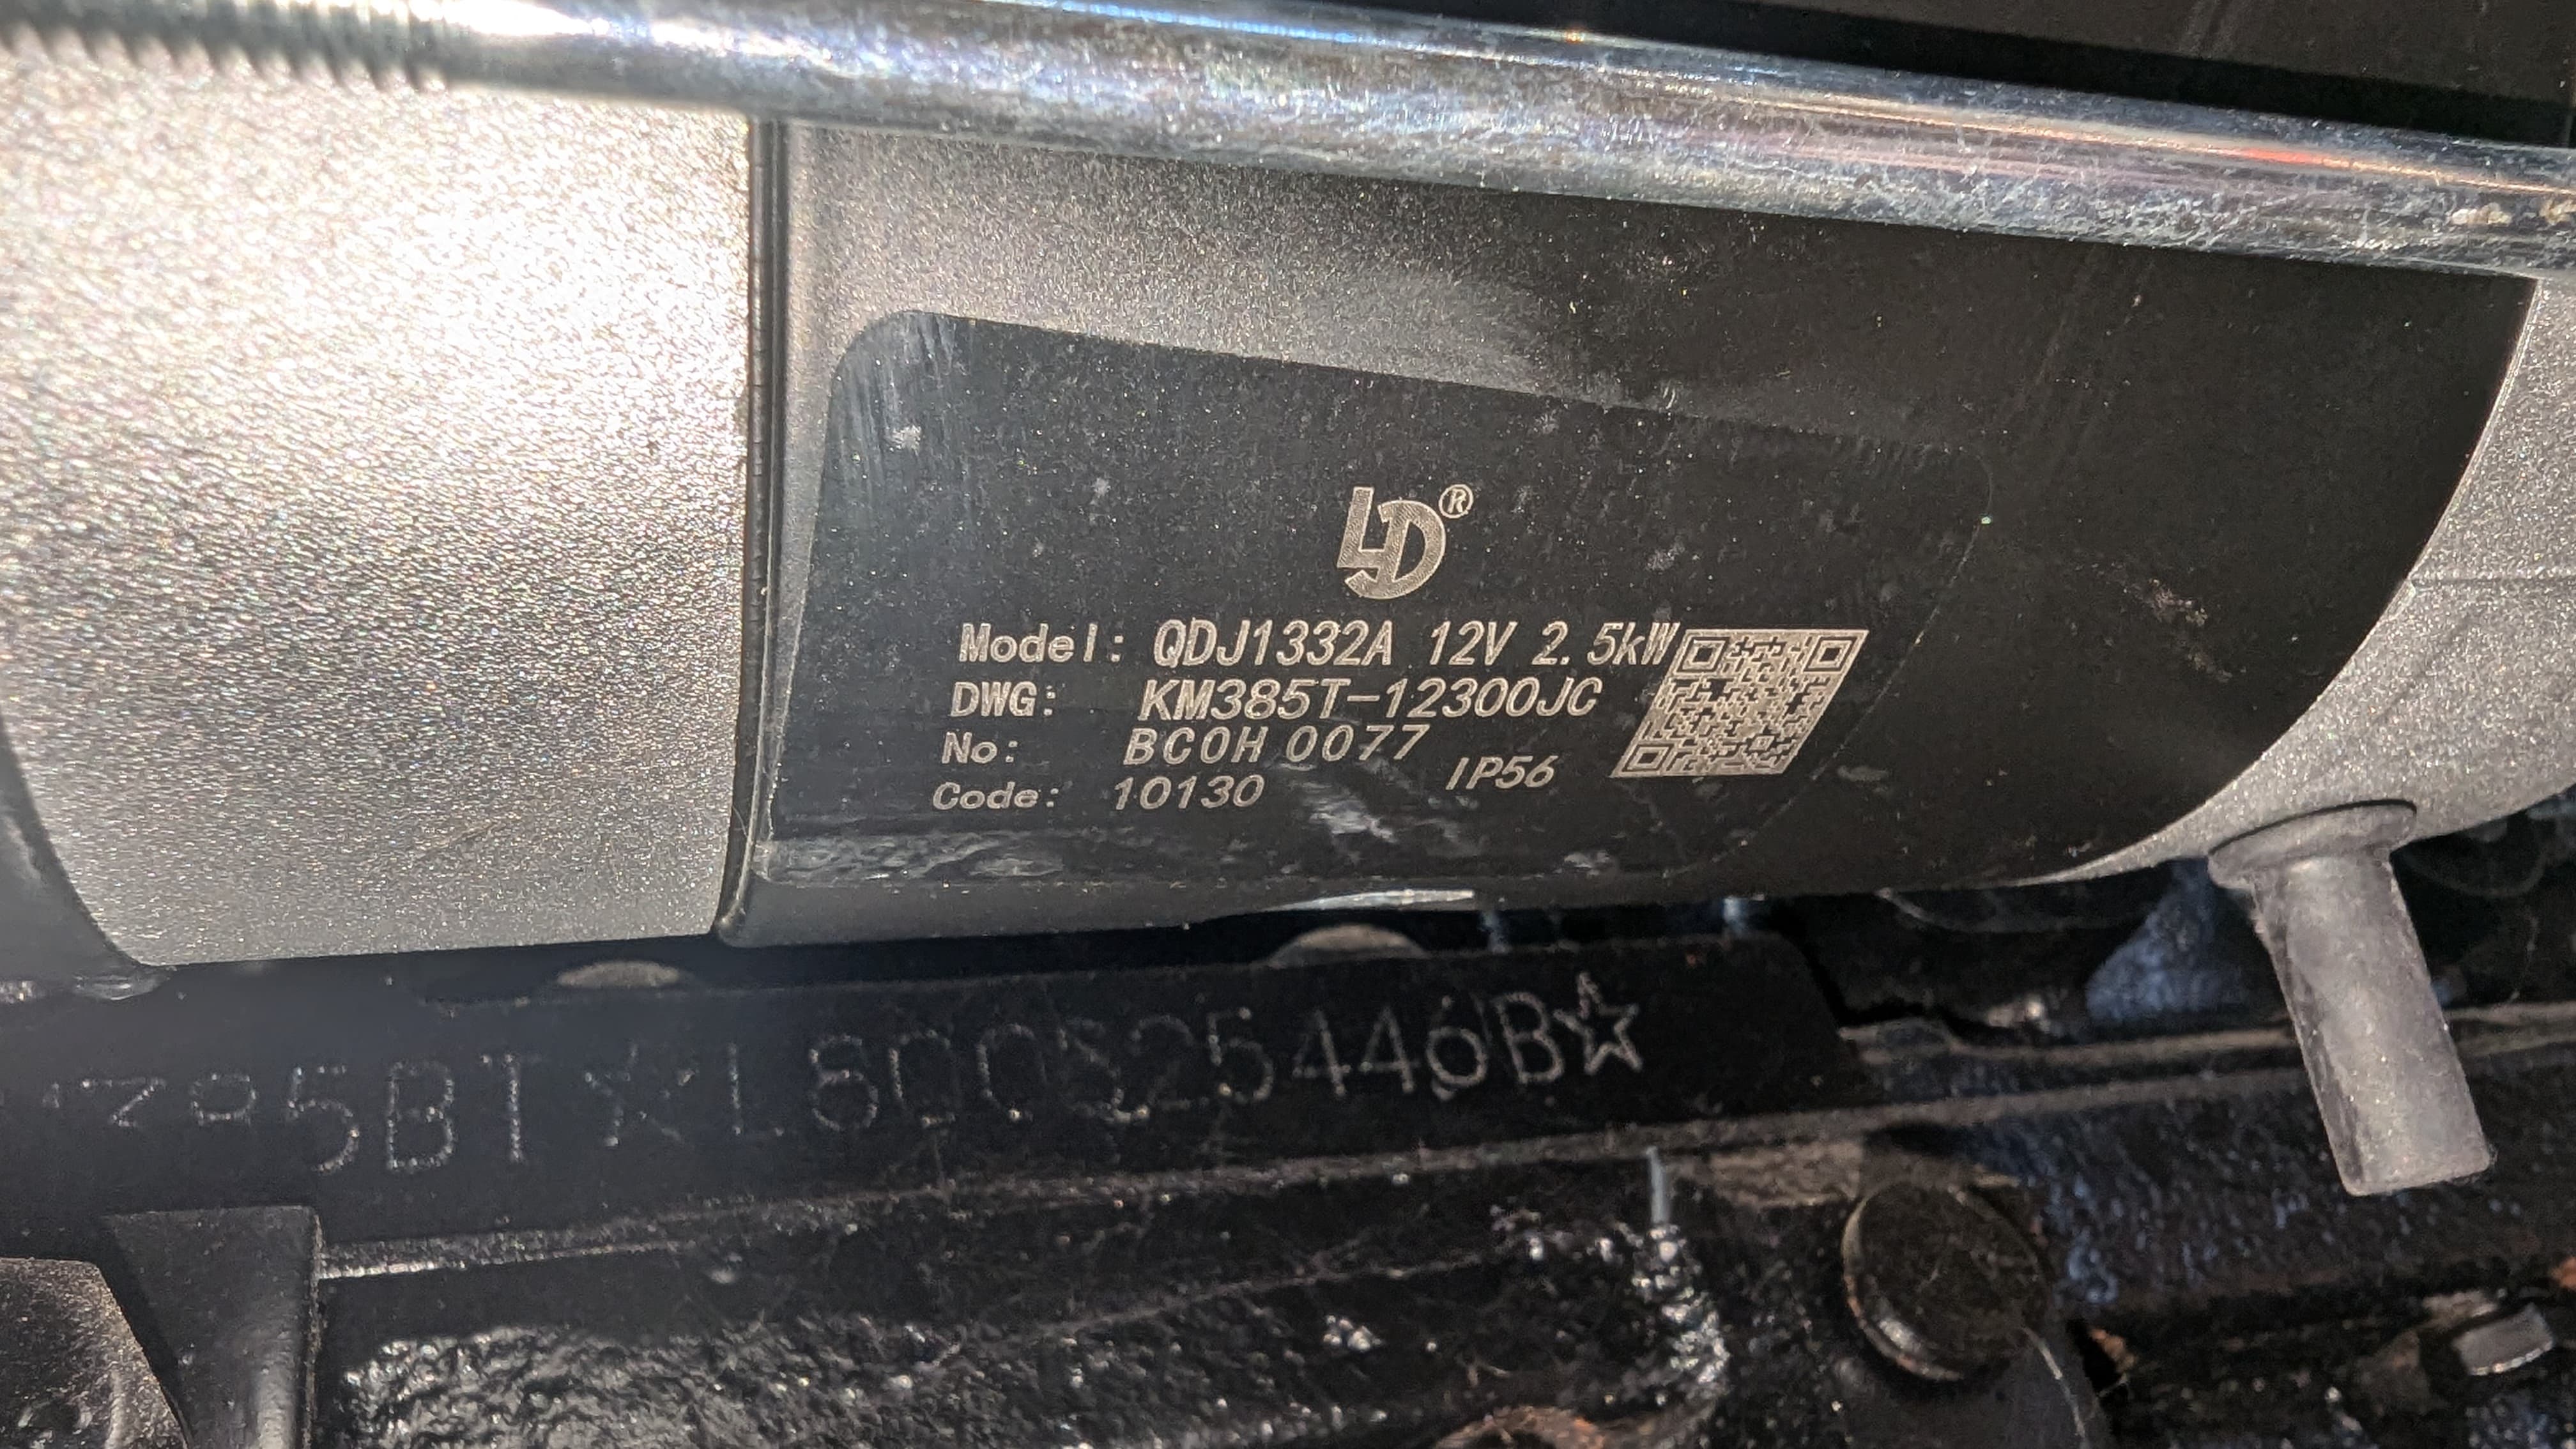 LD®
Model: QDJ1332A 12V 2.5kW
DWG: KM385T-12300JC
No: BC0H 0077
IP56
Code: 10130